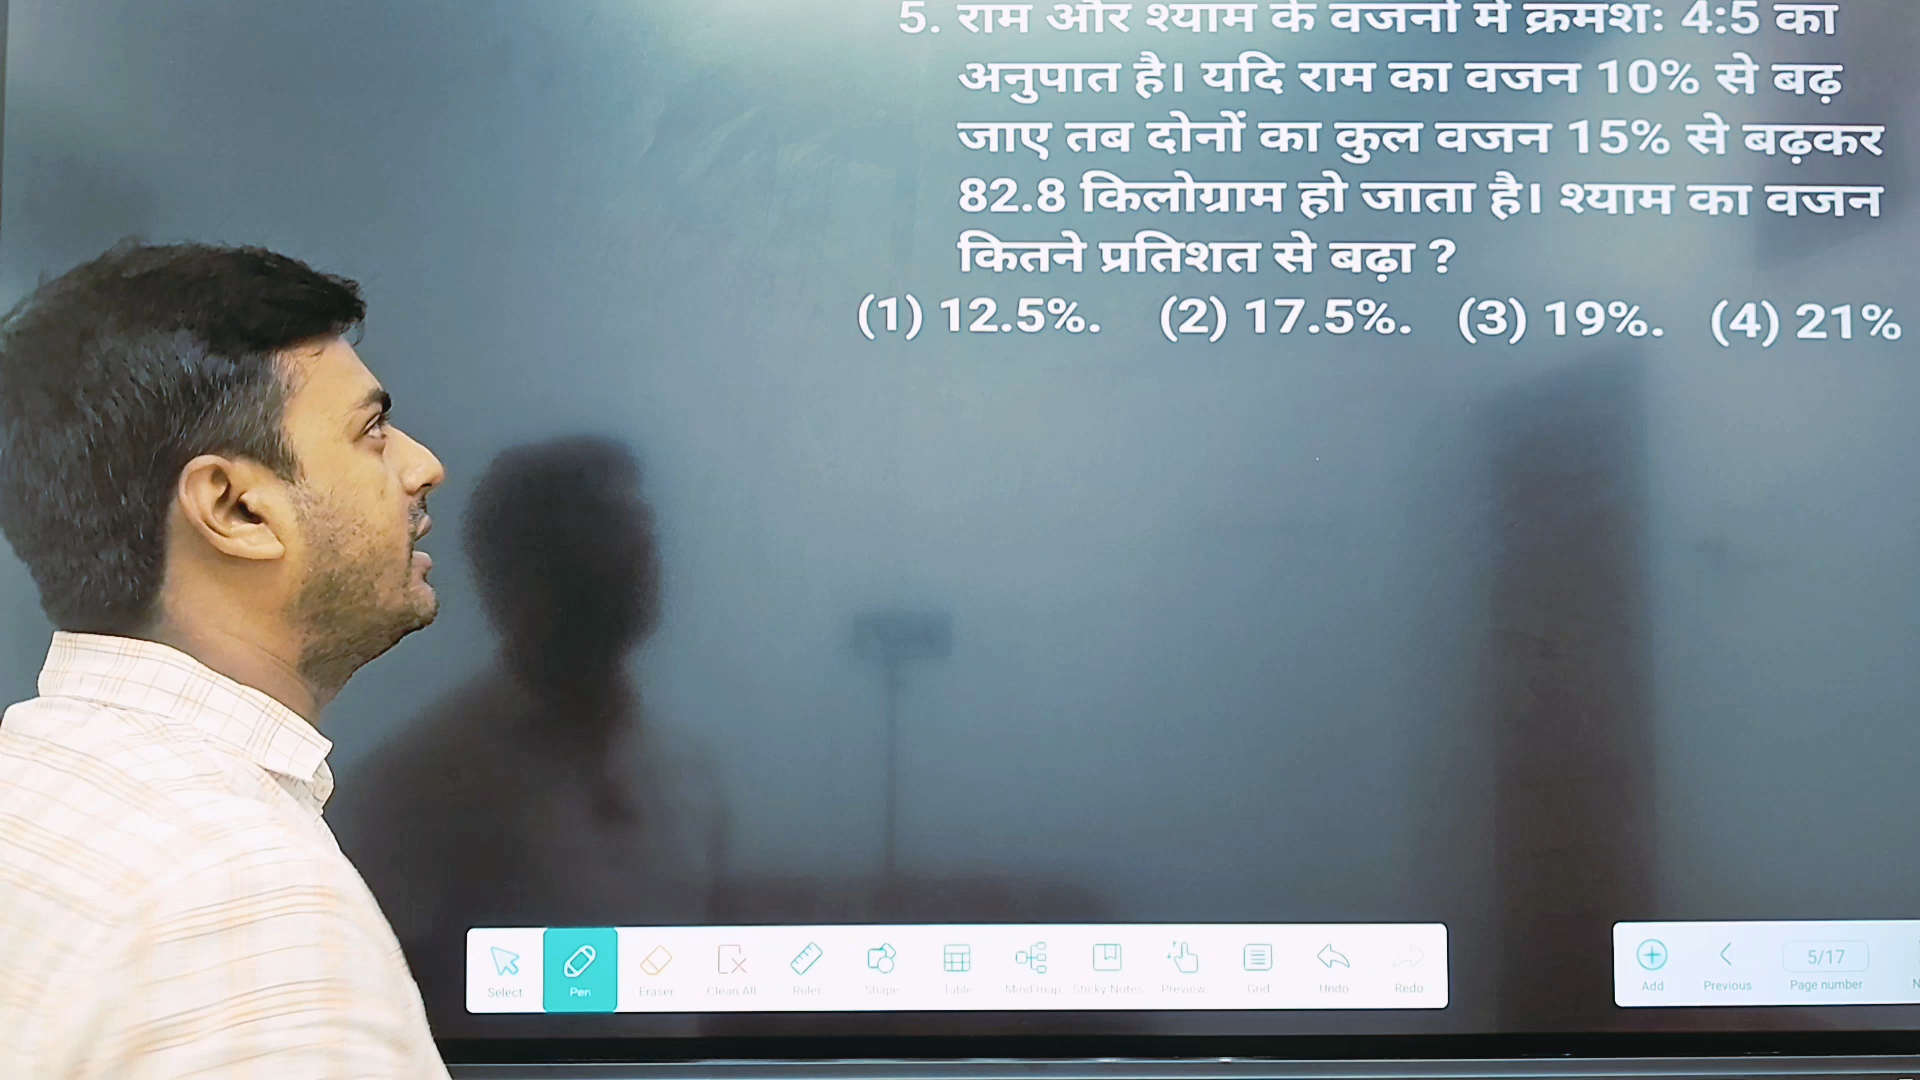 5. राम और श्याम के वजनों में क्रमशः 4:5 का
अनुपात है। यदि राम का वजन 10% से बढ़
जाए तब दोनों का कुल वजन 15% से बढ़कर
82.8 किलोग्राम हो जाता है। श्याम का वजन
कितने प्रतिशत से बढ़ा ?
(1) 12.5%. (2) 17.5%. (3) 19%. (4) 21%
Select Pen Eraser Clean All Ruler Shape Table Mind map Sticky Notes Preview Grid Undo Redo
5/17
Add Previous Page number